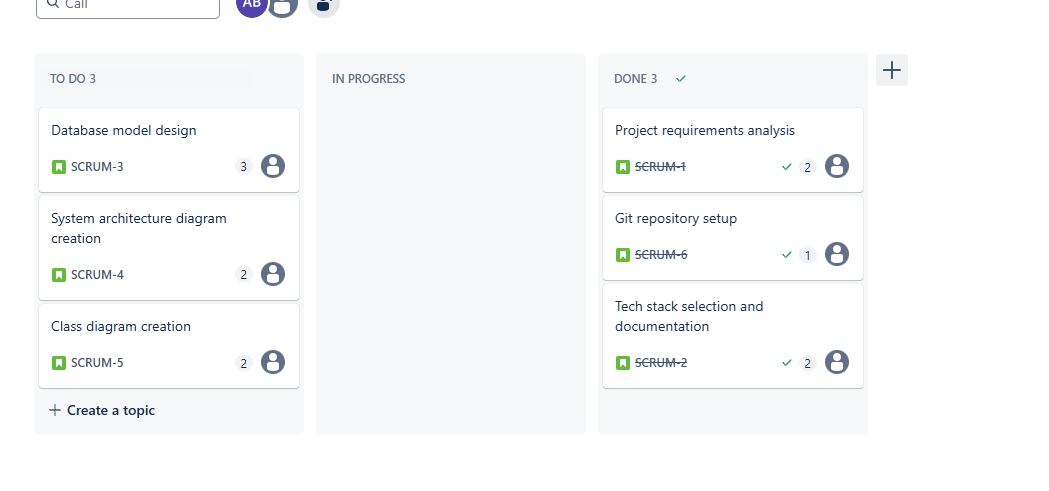 Call
AB
TO DO 3
Database model design
SCRUM-3
3
System architecture diagram
creation
SCRUM-4
2
Class diagram creation
SCRUM-5
2
Create a topic
IN PROGRESS
DONE 3
Project requirements analysis
SCRUM-1
2
Git repository setup
SCRUM-6
1
Tech stack selection and
documentation
SCRUM-2
2